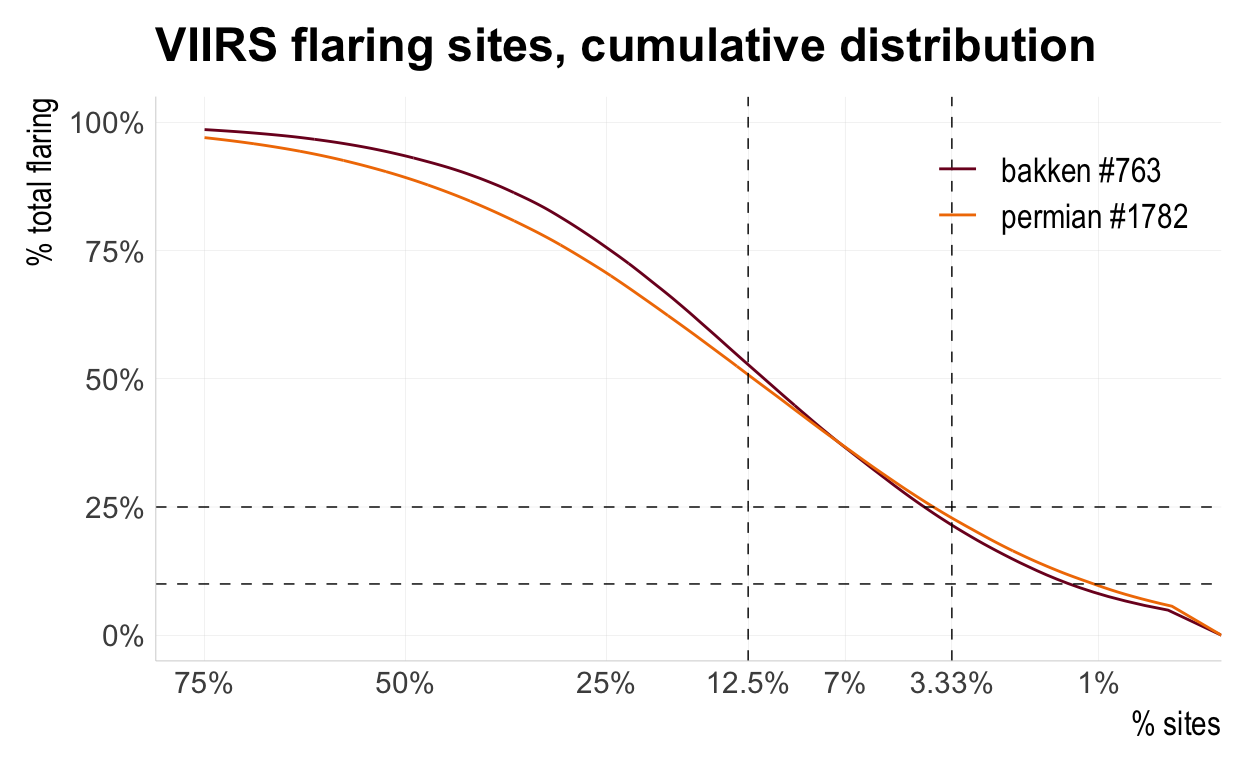 VIIRS flaring sites, cumulative distribution
% total flaring
100%
75%
50%
25%
0%
bakken #763
permian #1782
75% 50% 25% 12.5% 7% 3.33% 1%
% sites